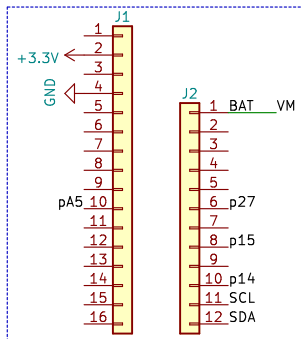 J1
1
+3.3V 2
3
GND 4
5
6
7
8
9
pA5 10
11
12
13
14
15
16
J2
1 BAT VM
2
3
4
5
6 p27
7
8 p15
9
10 p14
11 SCL
12 SDA